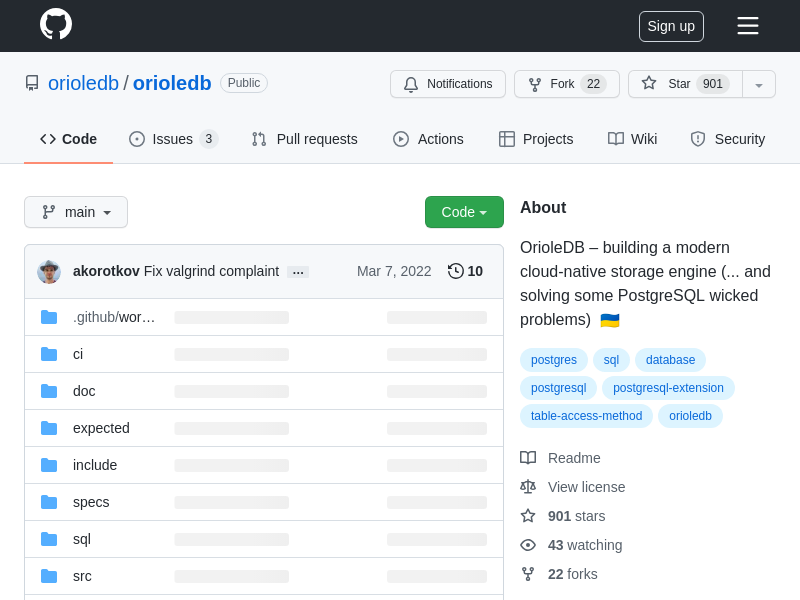 Sign up
orioledb / orioledb Public
Notifications Fork 22 Star 901
Code Issues 3 Pull requests Actions Projects Wiki Security
main Code
akorotkov Fix valgrind complaint … Mar 7, 2022 10
.github/wor…
ci
doc
expected
include
specs
sql
src
About
OrioleDB – building a modern
cloud-native storage engine (... and
solving some PostgreSQL wicked
problems) 🇺🇦
postgres sql database
postgresql postgresql-extension
table-access-method orioledb
Readme
View license
901 stars
43 watching
22 forks